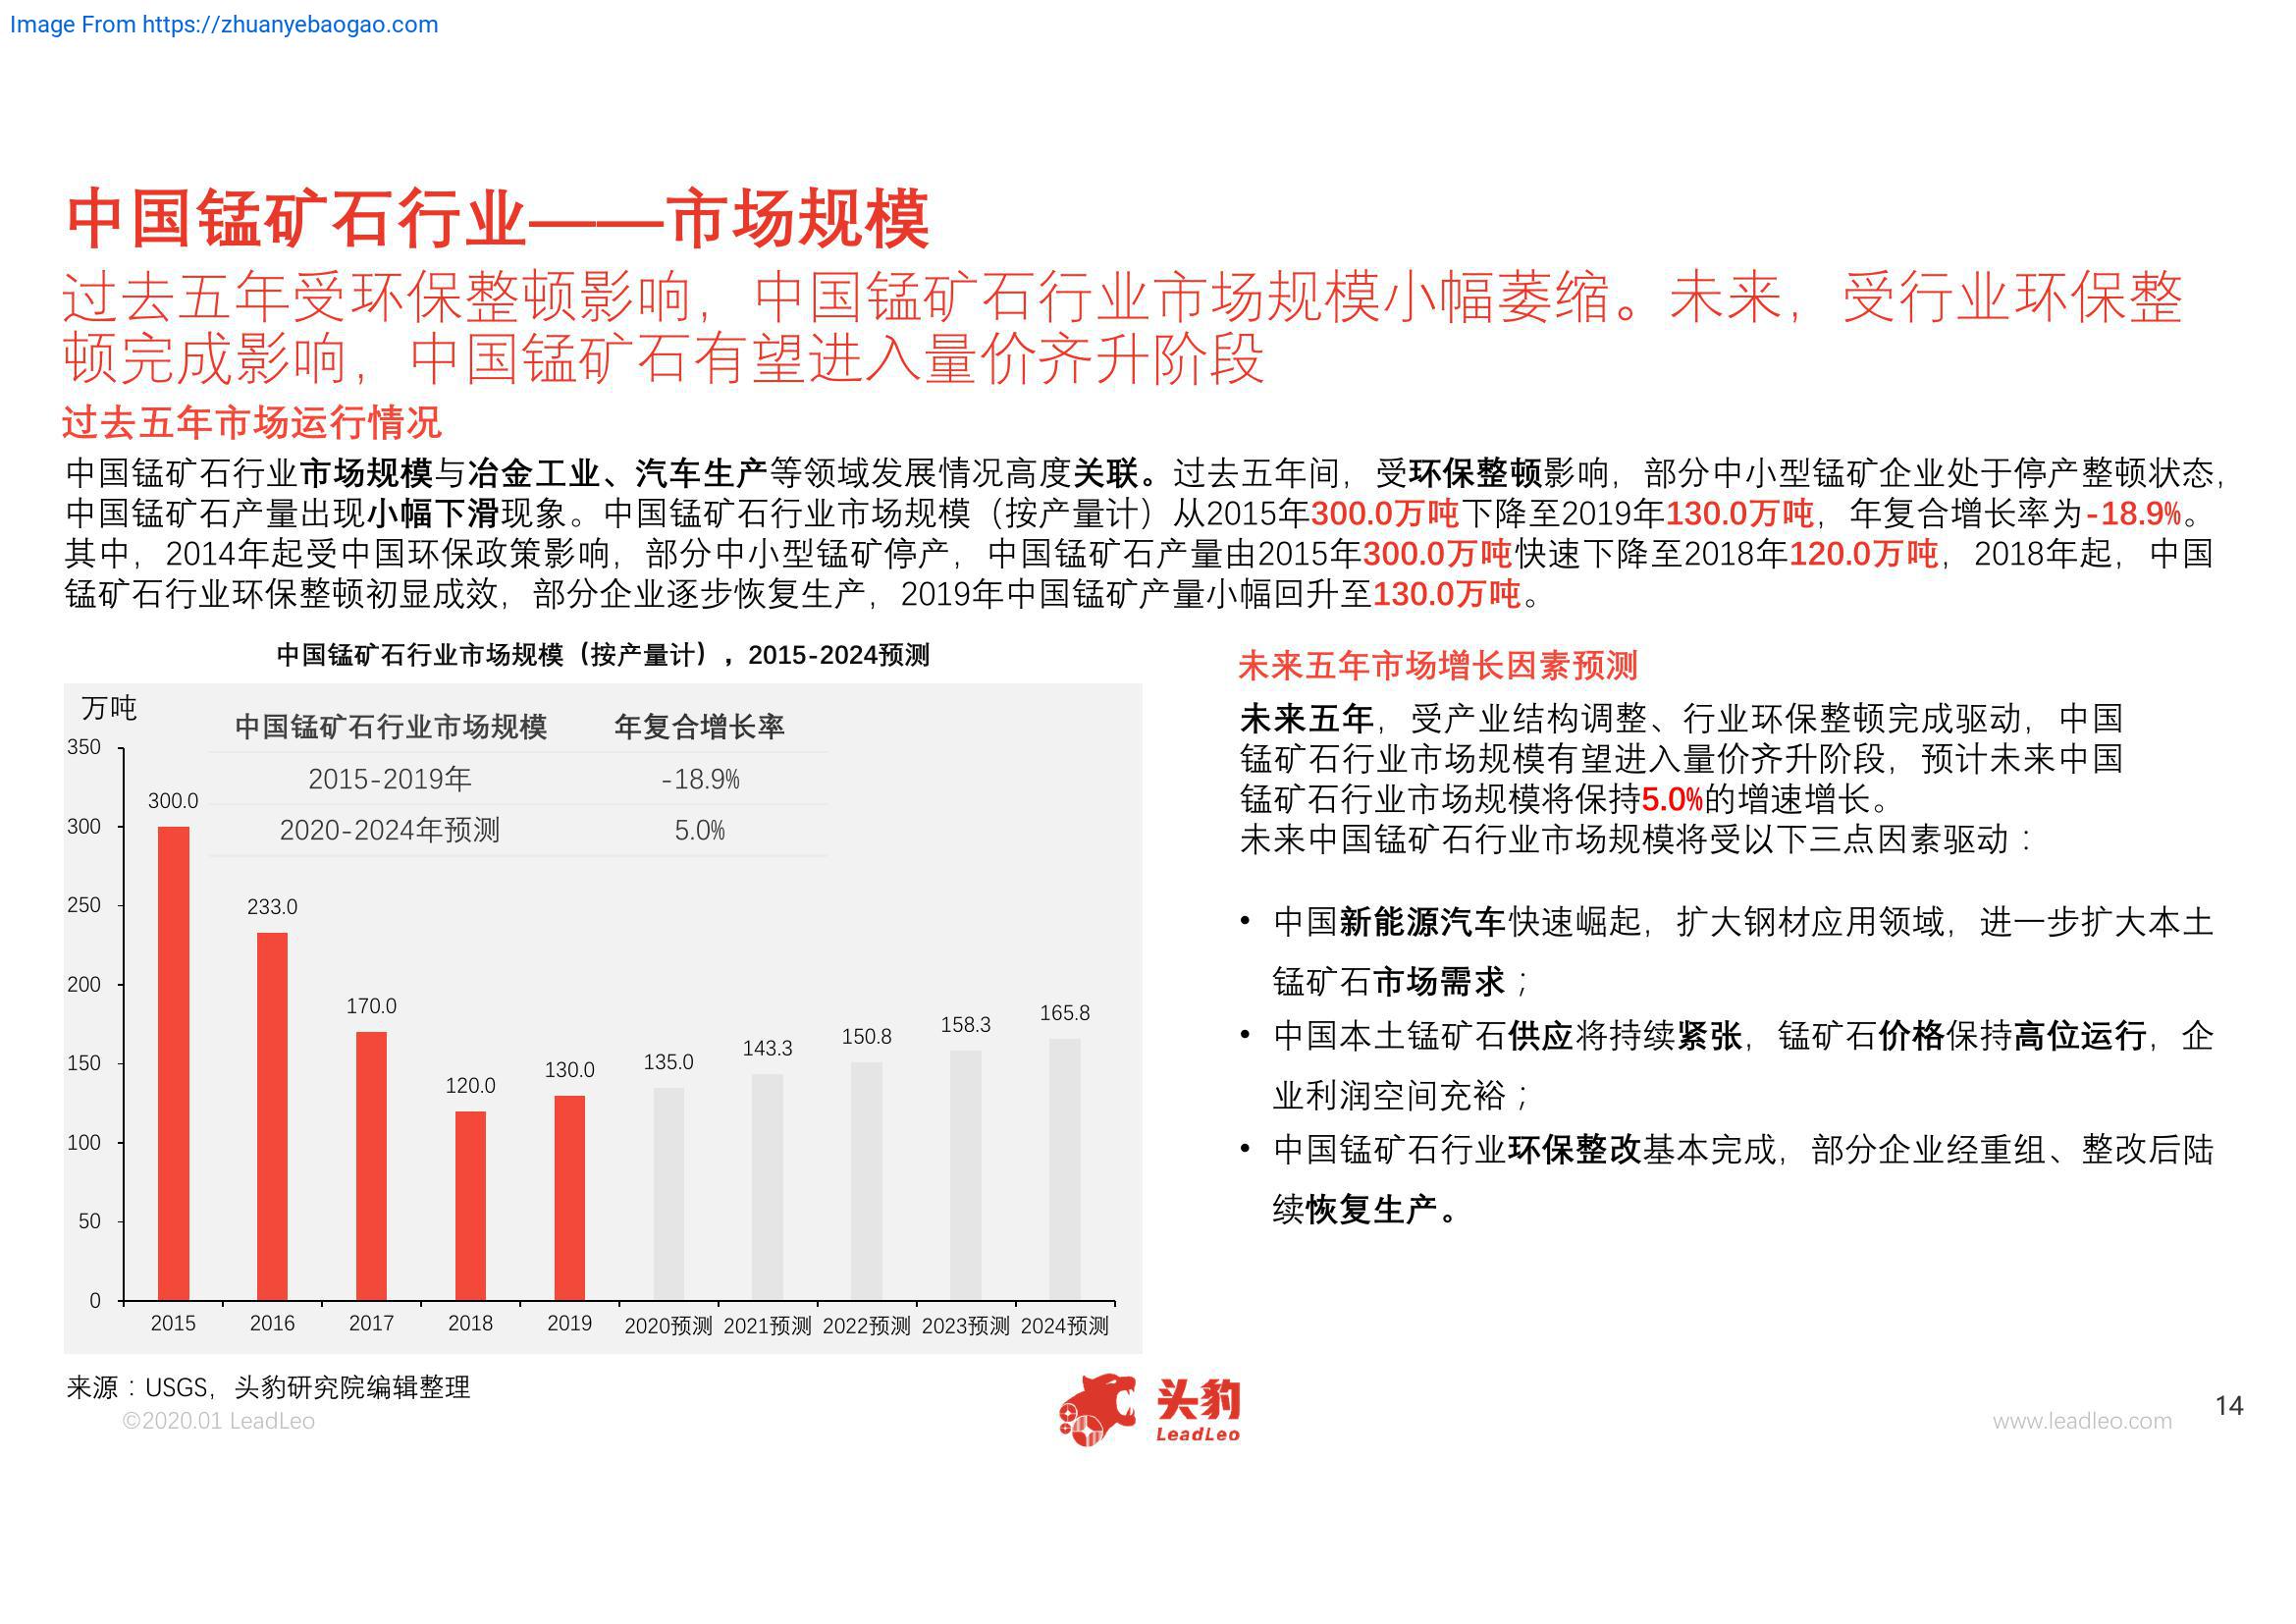 Image From https://zhuanyebaogao.com
中国锰矿石行业——市场规模
过去五年受环保整顿影响，中国锰矿石行业市场规模小幅萎缩。未来，受行业环保整
顿完成影响，中国锰矿石有望进入量价齐升阶段
过去五年市场运行情况
中国锰矿石行业市场规模与冶金工业、汽车生产等领域发展情况高度关联。过去五年间，受环保整顿影响，部分中小型锰矿企业处于停产整顿状态，
中国锰矿石产量出现小幅下滑现象。中国锰矿石行业市场规模（按产量计）从2015年300.0万吨下降至2019年130.0万吨，年复合增长率为-18.9%。
其中，2014年起受中国环保政策影响，部分中小型锰矿停产，中国锰矿石产量由2015年300.0万吨快速下降至2018年120.0万吨，2018年起，中国
锰矿石行业环保整顿初显成效，部分企业逐步恢复生产，2019年中国锰矿产量小幅回升至130.0万吨。
中国锰矿石行业市场规模（按产量计），2015-2024预测
万吨
中国锰矿石行业市场规模 年复合增长率
2015-2019年 -18.9%
2020-2024年预测 5.0%
350
300
250
200
150
100
50
0
300.0
233.0
170.0
120.0
130.0
135.0
143.3
150.8
158.3
165.8
2015 2016 2017 2018 2019 2020预测 2021预测 2022预测 2023预测 2024预测
来源：USGS，头豹研究院编辑整理
未来五年市场增长因素预测
未来五年，受产业结构调整、行业环保整顿完成驱动，中国
锰矿石行业市场规模有望进入量价齐升阶段，预计未来中国
锰矿石行业市场规模将保持5.0%的增速增长。
未来中国锰矿石行业市场规模将受以下三点因素驱动：
• 中国新能源汽车快速崛起，扩大钢材应用领域，进一步扩大本土
锰矿石市场需求；
• 中国本土锰矿石供应将持续紧张，锰矿石价格保持高位运行，企
业利润空间充裕；
• 中国锰矿石行业环保整改基本完成，部分企业经重组、整改后陆
续恢复生产。
©2020.01 LeadLeo
头豹
LeadLeo
www.leadleo.com
14